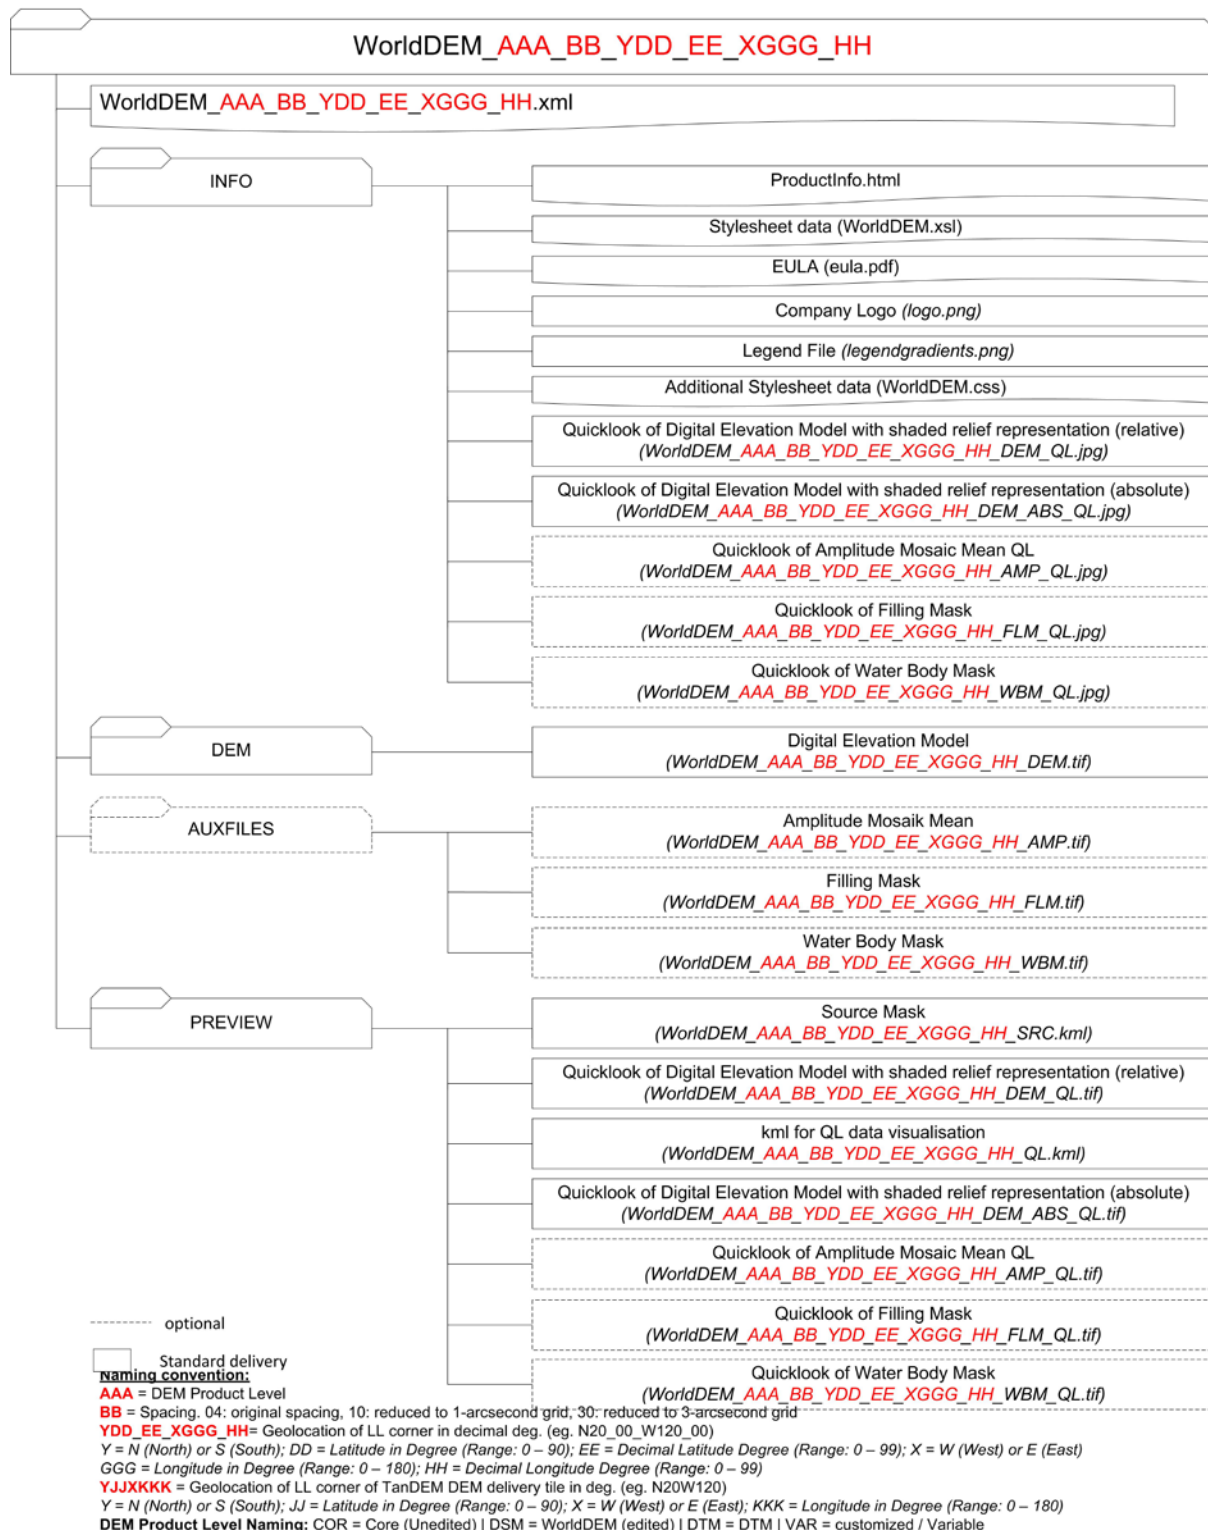 WorldDEM_AAA_BB_YDD_EE_XGGG_HH
WorldDEM_AAA_BB_YDD_EE_XGGG_HH.xml
INFO
ProductInfo.html
Stylesheet data (WorldDEM.xsl)
EULA (eula.pdf)
Company Logo (logo.png)
Legend File (legendgradients.png)
Additional Stylesheet data (WorldDEM.css)
Quicklook of Digital Elevation Model with shaded relief representation (relative)
(WorldDEM_AAA_BB_YDD_EE_XGGG_HH_DEM_QL.jpg)
Quicklook of Digital Elevation Model with shaded relief representation (absolute)
(WorldDEM_AAA_BB_YDD_EE_XGGG_HH_DEM_ABS_QL.jpg)
Quicklook of Amplitude Mosaic Mean QL
(WorldDEM_AAA_BB_YDD_EE_XGGG_HH_AMP_QL.jpg)
Quicklook of Filling Mask
(WorldDEM_AAA_BB_YDD_EE_XGGG_HH_FLM_QL.jpg)
Quicklook of Water Body Mask
(WorldDEM_AAA_BB_YDD_EE_XGGG_HH_WBM_QL.jpg)
DEM
Digital Elevation Model
(WorldDEM_AAA_BB_YDD_EE_XGGG_HH_DEM.tif)
AUXFILES
Amplitude Mosaik Mean
(WorldDEM_AAA_BB_YDD_EE_XGGG_HH_AMP.tif)
Filling Mask
(WorldDEM_AAA_BB_YDD_EE_XGGG_HH_FLM.tif)
Water Body Mask
(WorldDEM_AAA_BB_YDD_EE_XGGG_HH_WBM.tif)
PREVIEW
Source Mask
(WorldDEM_AAA_BB_YDD_EE_XGGG_HH_SRC.kml)
Quicklook of Digital Elevation Model with shaded relief representation (relative)
(WorldDEM_AAA_BB_YDD_EE_XGGG_HH_DEM_QL.tif)
kml for QL data visualisation
(WorldDEM_AAA_BB_YDD_EE_XGGG_HH_QL.kml)
Quicklook of Digital Elevation Model with shaded relief representation (absolute)
(WorldDEM_AAA_BB_YDD_EE_XGGG_HH_DEM_ABS_QL.tif)
Quicklook of Amplitude Mosaic Mean QL
(WorldDEM_AAA_BB_YDD_EE_XGGG_HH_AMP_QL.tif)
Quicklook of Filling Mask
(WorldDEM_AAA_BB_YDD_EE_XGGG_HH_FLM_QL.tif)
Quicklook of Water Body Mask
(WorldDEM_AAA_BB_YDD_EE_XGGG_HH_WBM_QL.tif)
optional
Standard delivery
Naming convention:
AAA = DEM Product Level
BB = Spacing. 04: original spacing, 10: reduced to 1-arcsecond grid, 30: reduced to 3-arcsecond grid
YDD_EE_XGGG_HH= Geolocation of LL corner in decimal deg. (eg. N20_00_W120_00)
Y = N (North) or S (South); DD = Latitude in Degree (Range: 0 – 90); EE = Decimal Latitude Degree (Range: 0 – 99); X = W (West) or E (East)
GGG = Longitude in Degree (Range: 0 – 180); HH = Decimal Longitude Degree (Range: 0 – 99)
YJJXKKK = Geolocation of LL corner of TanDEM DEM delivery tile in deg. (eg. N20W120)
Y = N (North) or S (South); JJ = Latitude in Degree (Range: 0 – 90); X = W (West) or E (East); KKK = Longitude in Degree (Range: 0 – 180)
DEM Product Level Naming: COR = Core (Unedited) | DSM = WorldDEM (edited) | DTM = DTM | VAR = customized / Variable